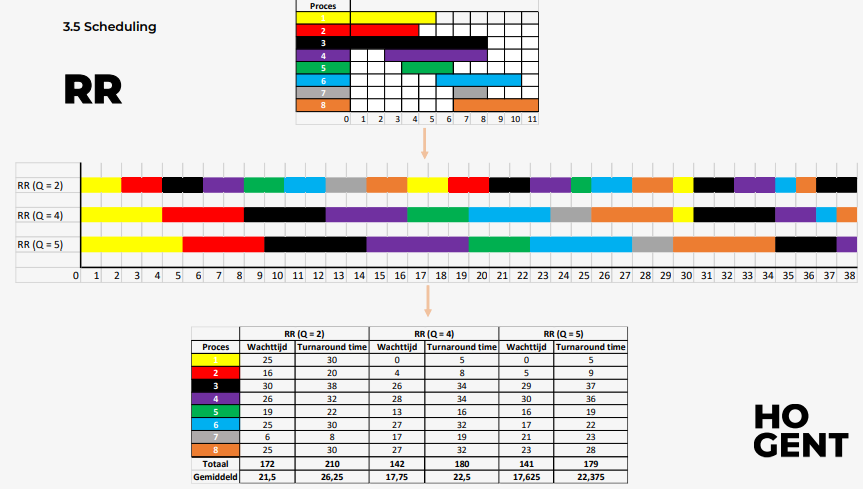 3.5 Scheduling
RR
Proces
1
2
3
4
5
6
7
8
0 1 2 3 4 5 6 7 8 9 10 11
RR (Q = 2)
RR (Q = 4)
RR (Q = 5)
0 1 2 3 4 5 6 7 8 9 10 11 12 13 14 15 16 17 18 19 20 21 22 23 24 25 26 27 28 29 30 31 32 33 34 35 36 37 38
RR (Q = 2) RR (Q = 4) RR (Q = 5)
Proces Wachttijd Turnaround time Wachttijd Turnaround time Wachttijd Turnaround time
1 25 30 0 5 0 5
2 16 20 4 8 5 9
3 30 38 26 34 29 37
4 26 32 28 34 30 36
5 19 22 13 16 16 19
6 25 30 27 32 17 22
7 6 8 17 19 21 23
8 25 30 27 32 23 28
Totaal 172 210 142 180 141 179
Gemiddeld 21,5 26,25 17,75 22,5 17,625 22,375
HO
GENT